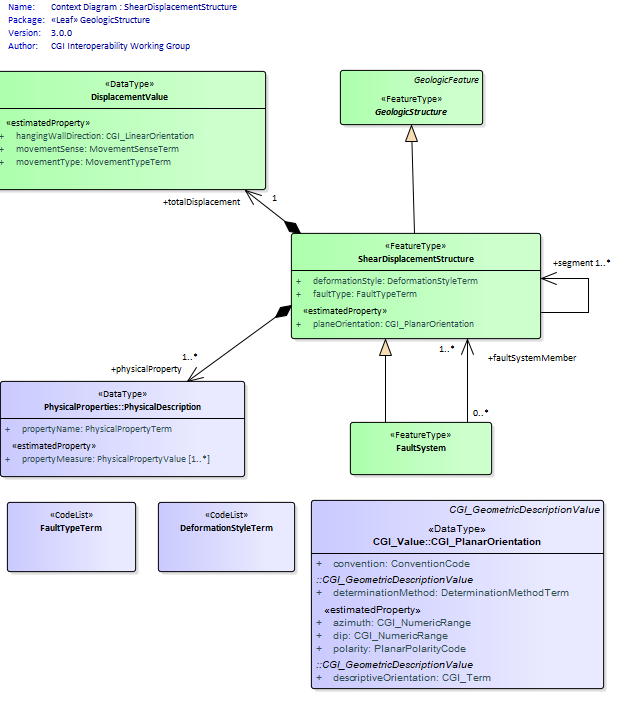 Name: Context Diagram : ShearDisplacementStructure
Package: «Leaf» GeologicStructure
Version: 3.0.0
Author: CGI Interoperability Working Group
«DataType»
DisplacementValue
«estimatedProperty»
+ hangingWallDirection: CGI_LinearOrientation
+ movementSense: MovementSenseTerm
+ movementType: MovementTypeTerm
GeologicFeature
«FeatureType»
GeologicStructure
+totalDisplacement
1
«FeatureType»
ShearDisplacementStructure
+ deformationStyle: DeformationStyleTerm
+ faultType: FaultTypeTerm
«estimatedProperty»
+ planeOrientation: CGI_PlanarOrientation
+segment 1..*
1..*
+physicalProperty
1..*
+faultSystemMember
0..*
«DataType»
PhysicalProperties::PhysicalDescription
+ propertyName: PhysicalPropertyTerm
«estimatedProperty»
+ propertyMeasure: PhysicalPropertyValue [1..*]
«FeatureType»
FaultSystem
«CodeList»
FaultTypeTerm
«CodeList»
DeformationStyleTerm
CGI_GeometricDescriptionValue
«DataType»
CGI_Value::CGI_PlanarOrientation
+ convention: ConventionCode
::CGI_GeometricDescriptionValue
+ determinationMethod: DeterminationMethodTerm
«estimatedProperty»
+ azimuth: CGI_NumericRange
+ dip: CGI_NumericRange
+ polarity: PlanarPolarityCode
::CGI_GeometricDescriptionValue
+ descriptiveOrientation: CGI_Term